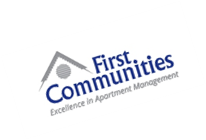 First
Communities
Excellence in Apartment Management